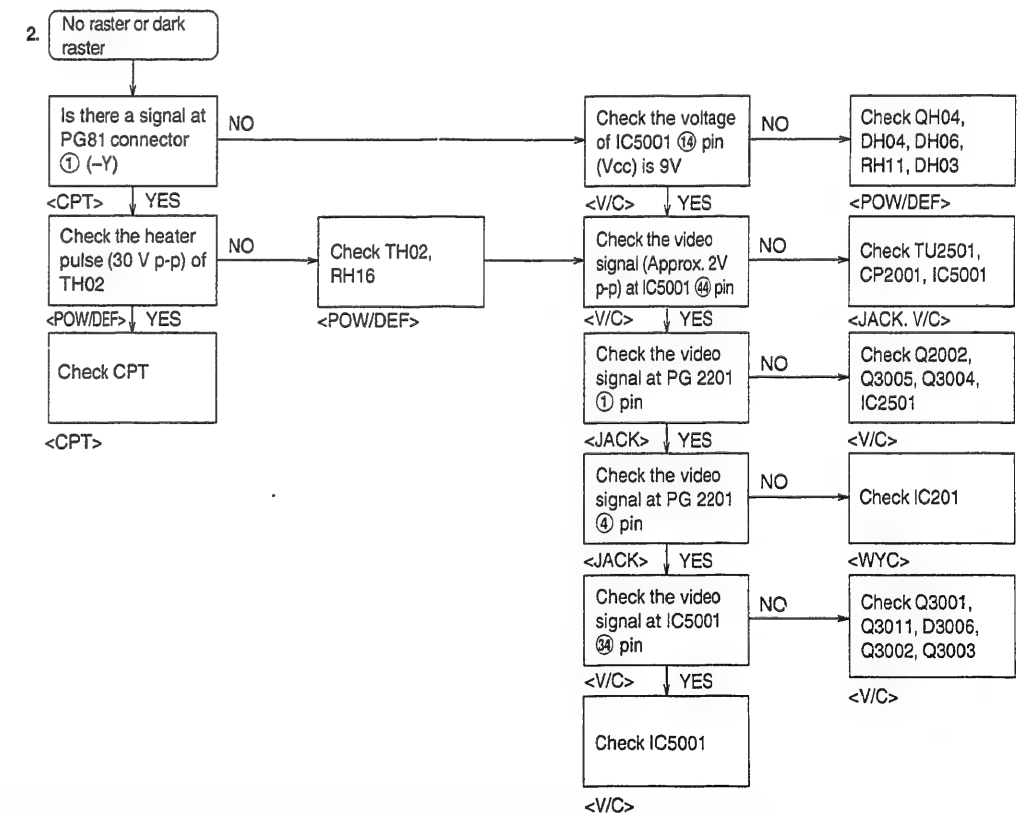 2.
No raster or dark
raster
Is there a signal at
PG81 connector
① (–Y)
NO
<CPT>
YES
Check the heater
pulse (30 V p-p) of
TH02
NO
<POW/DEF>
YES
Check CPT
<CPT>
Check TH02,
RH16
<POW/DEF>
Check the voltage
of IC5001 ⑭ pin
(Vcc) is 9V
NO
<V/C>
YES
Check QH04,
DH04, DH06,
RH11, DH03
<POW/DEF>
Check the video
signal (Approx. 2V
p-p) at IC5001 ㊹ pin
NO
<V/C>
YES
Check TU2501,
CP2001, IC5001
<JACK. V/C>
Check the video
signal at PG 2201
① pin
NO
<JACK>
YES
Check Q2002,
Q3005, Q3004,
IC2501
<V/C>
Check the video
signal at PG 2201
④ pin
NO
<JACK>
YES
Check IC201
<WYC>
Check the video
signal at IC5001
㉞ pin
NO
<V/C>
YES
Check Q3001,
Q3011, D3006,
Q3002, Q3003
<V/C>
Check IC5001
<V/C>